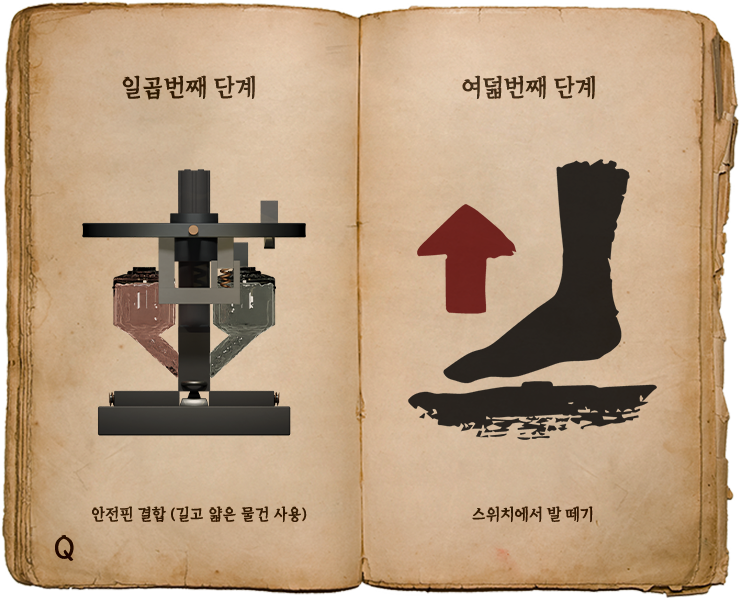 일곱번째 단계
안전핀 결합 (길고 얇은 물건 사용)
Q
여덟번째 단계
스위치에서 발 떼기